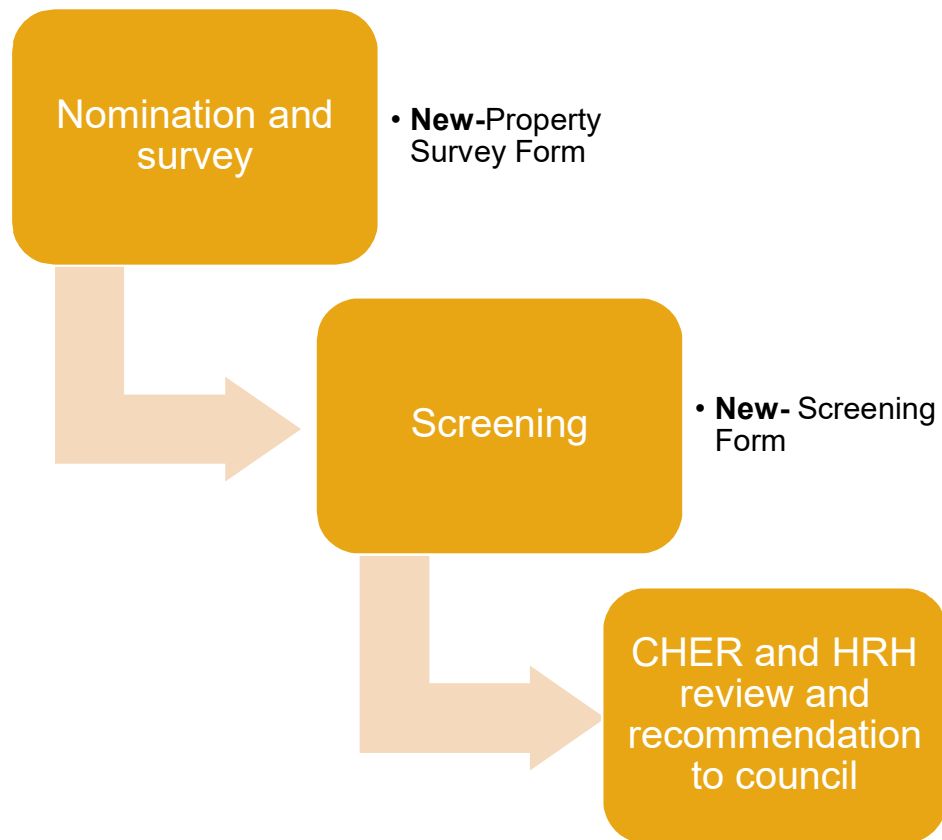 Nomination and
survey
• New-Property
Survey Form
Screening
• New- Screening
Form
CHER and HRH
review and
recommendation
to council